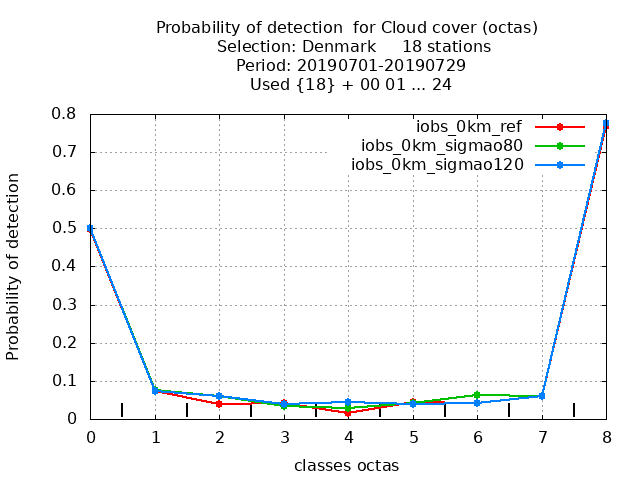 Probability of detection  for Cloud cover (octas)
Selection: Denmark     18 stations
Period: 20190701-20190729
Used {18} + 00 01 ... 24
iobs_0km_ref
iobs_0km_sigmao80
iobs_0km_sigmao120
Probability of detection
0.8
0.7
0.6
0.5
0.4
0.3
0.2
0.1
0
0 1 2 3 4 5 6 7 8
classes octas